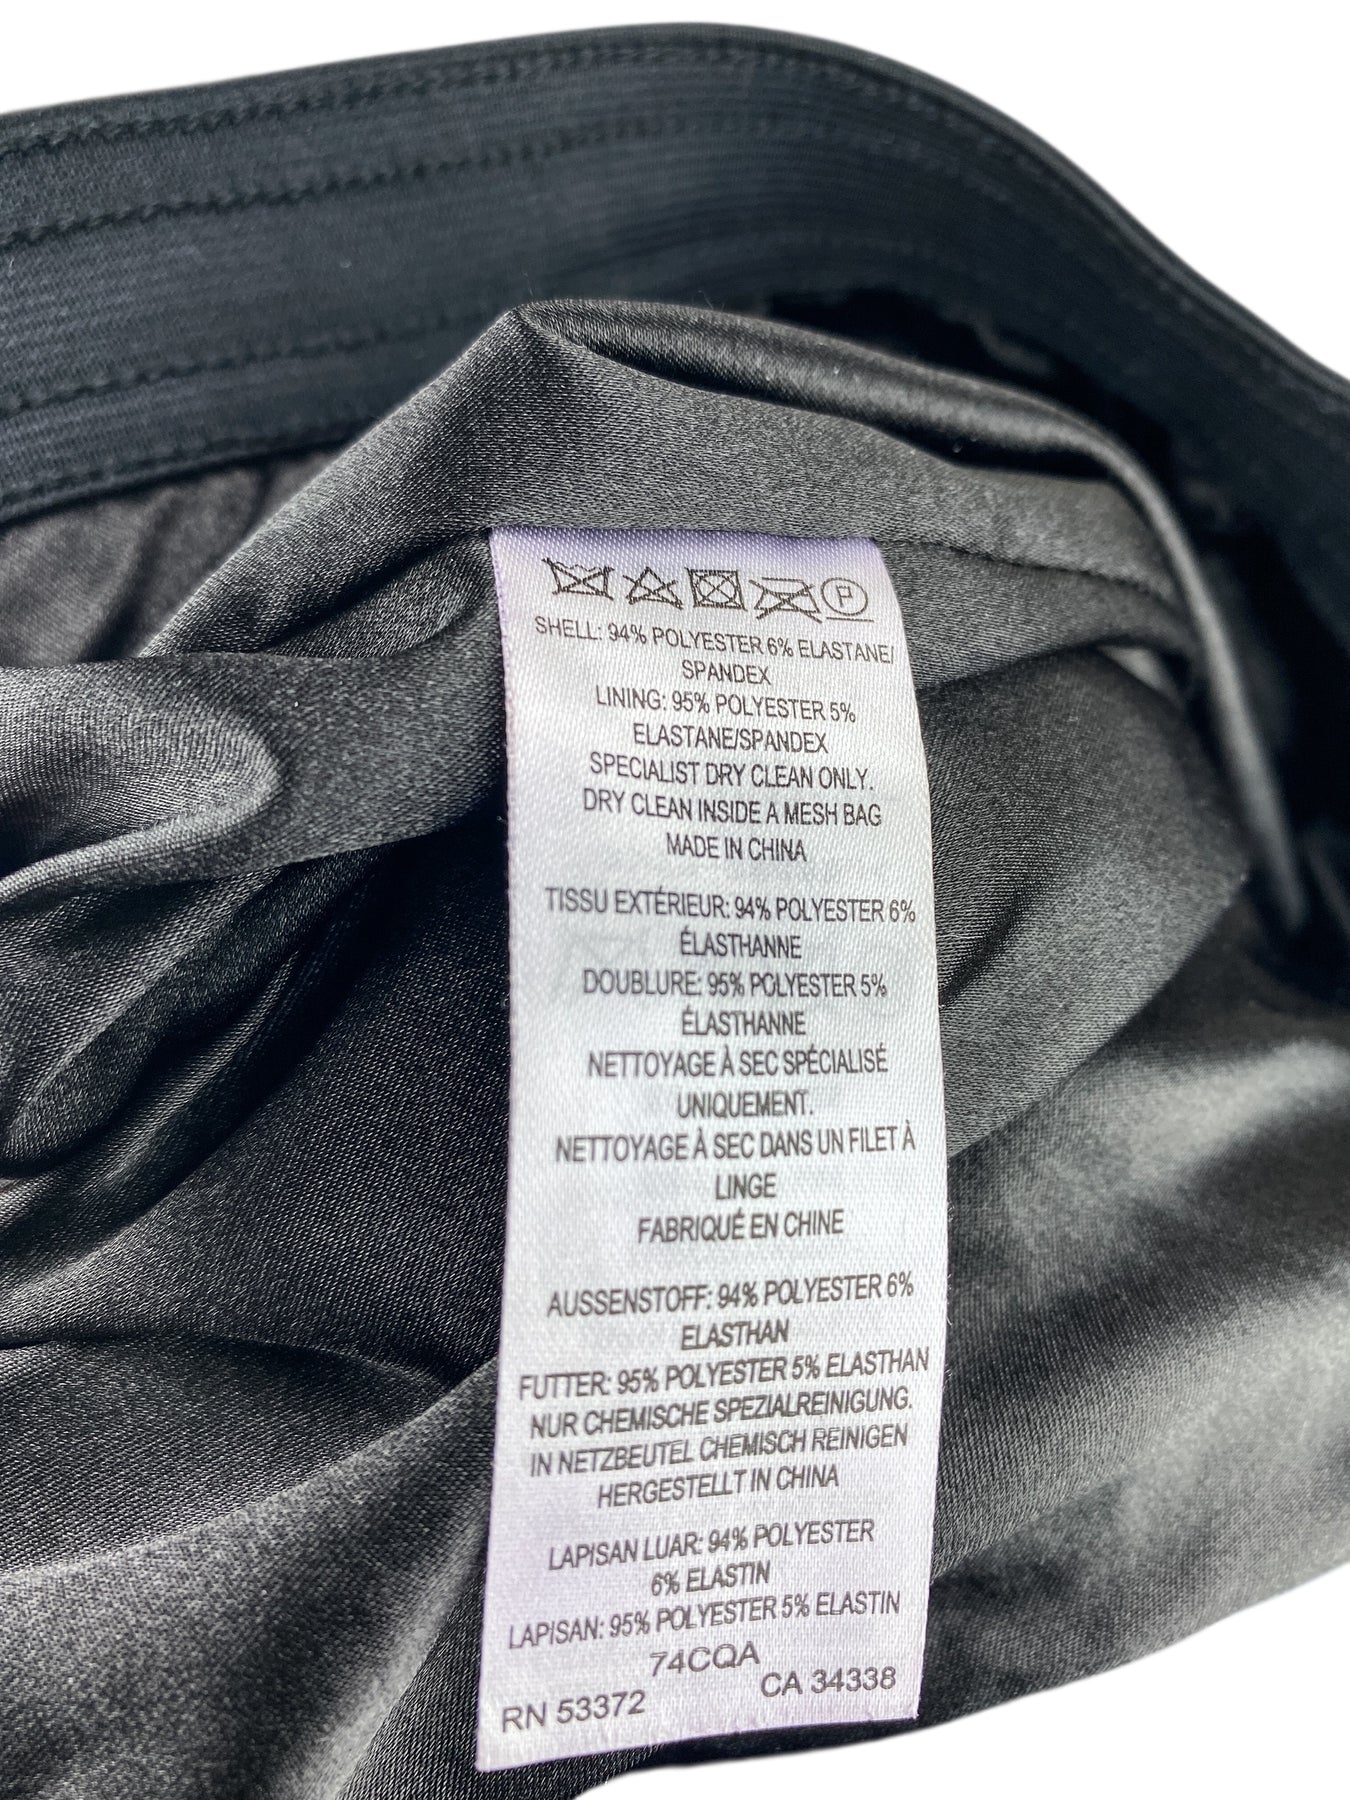 P
SHELL: 94% POLYESTER 6% ELASTANE/
SPANDEX
LINING: 95% POLYESTER 5%
ELASTANE/SPANDEX
SPECIALIST DRY CLEAN ONLY.
DRY CLEAN INSIDE A MESH BAG
MADE IN CHINA
TISSU EXTÉRIEUR: 94% POLYESTER 6%
ÉLASTHANNE
DOUBLURE: 95% POLYESTER 5%
ÉLASTHANNE
NETTOYAGE À SEC SPÉCIALISÉ
UNIQUEMENT.
NETTOYAGE À SEC DANS UN FILET À
LINGE
FABRIQUÉ EN CHINE
AUSSENSTOFF: 94% POLYESTER 6%
ELASTHAN
FUTTER: 95% POLYESTER 5% ELASTHAN
NUR CHEMISCHE SPEZIALREINIGUNG.
IN NETZBEUTEL CHEMISCH REINIGEN
HERGESTELLT IN CHINA
LAPISAN LUAR: 94% POLYESTER
6% ELASTIN
LAPISAN: 95% POLYESTER 5% ELASTIN
74CQA
RN 53372 CA 34338